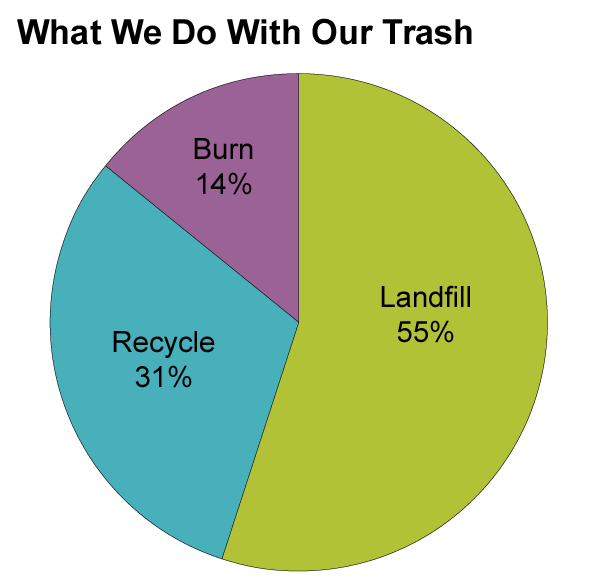 What We Do With Our Trash
Burn
14%
Landfill
55%
Recycle
31%